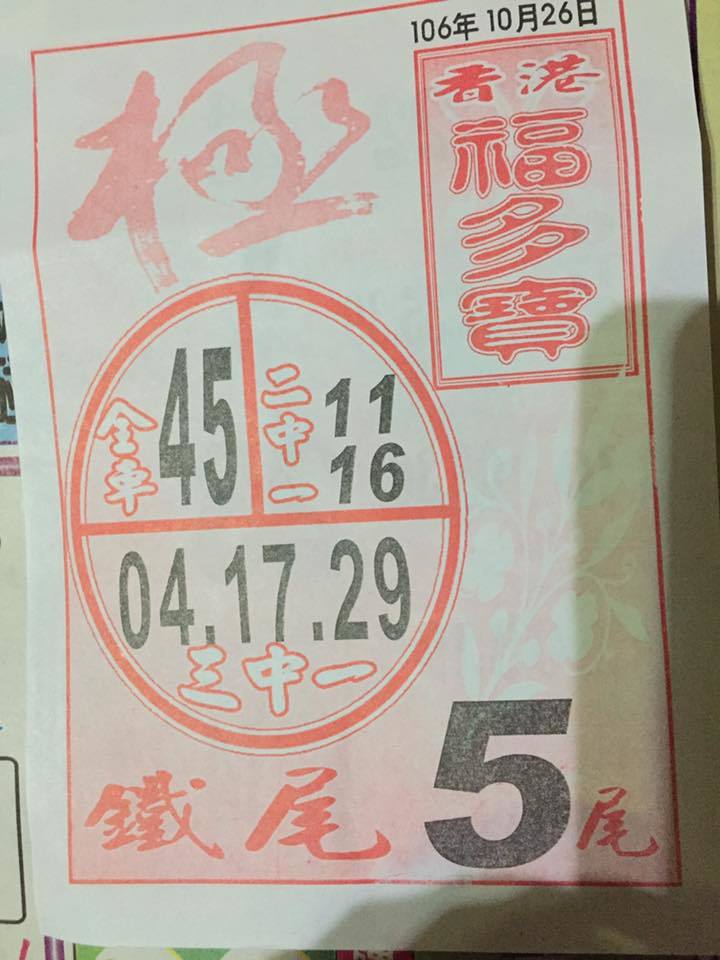 106年10月26日
極
香港
福多寶
全車 45
二中一 11 16
04.17.29
三中一
鐵尾 5尾